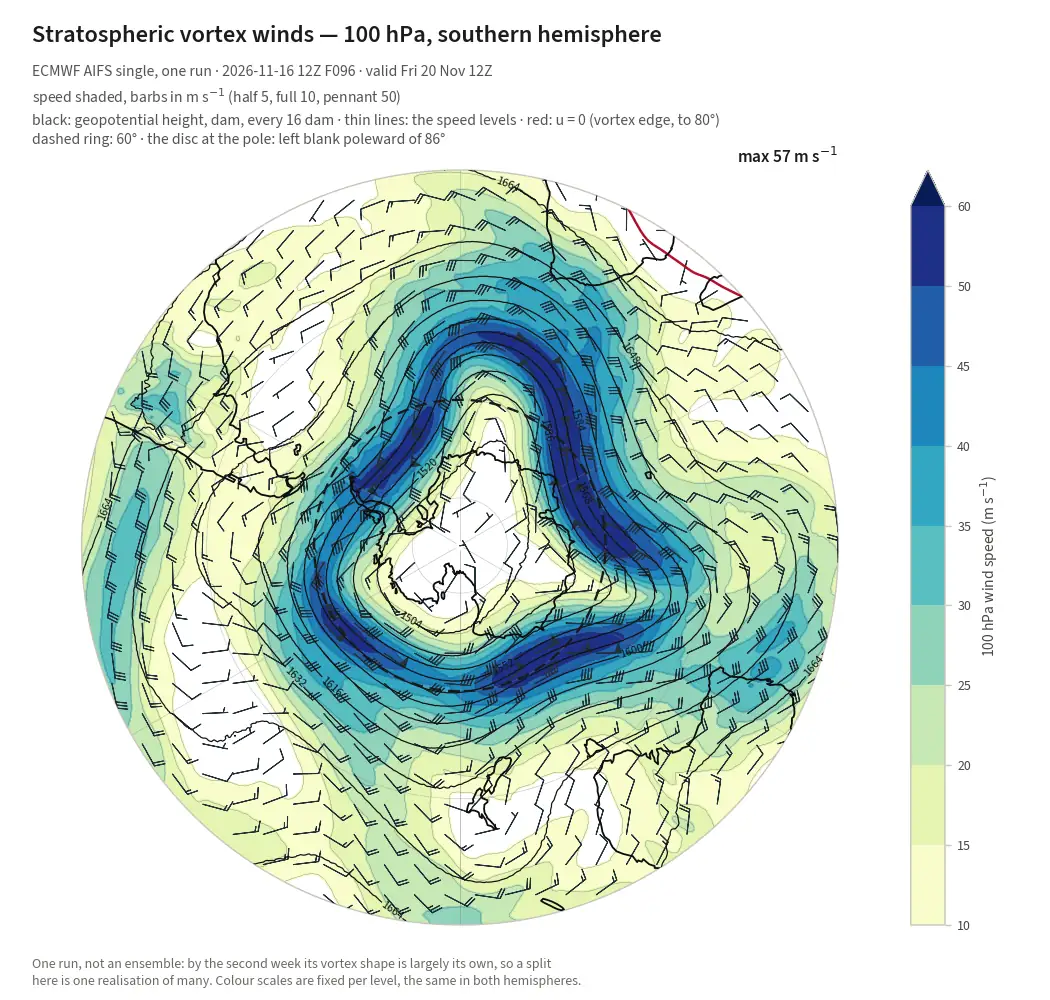 Stratospheric vortex winds — 100 hPa, southern hemisphere
ECMWF AIFS single, one run · 2026-11-16 12Z F096 · valid Fri 20 Nov 12Z
speed shaded, barbs in m s⁻¹ (half 5, full 10, pennant 50)
black: geopotential height, dam, every 16 dam · thin lines: the speed levels · red: u = 0 (vortex edge, to 80°)
dashed ring: 60° · the disc at the pole: left blank poleward of 86°
max 57 m s⁻¹
1664
1648
1584
1520
1664
1504
1600
1664
1632
1616
1664
60
50
45
40
35
30
25
20
15
10
100 hPa wind speed (m s⁻¹)
One run, not an ensemble: by the second week its vortex shape is largely its own, so a split
here is one realisation of many. Colour scales are fixed per level, the same in both hemispheres.